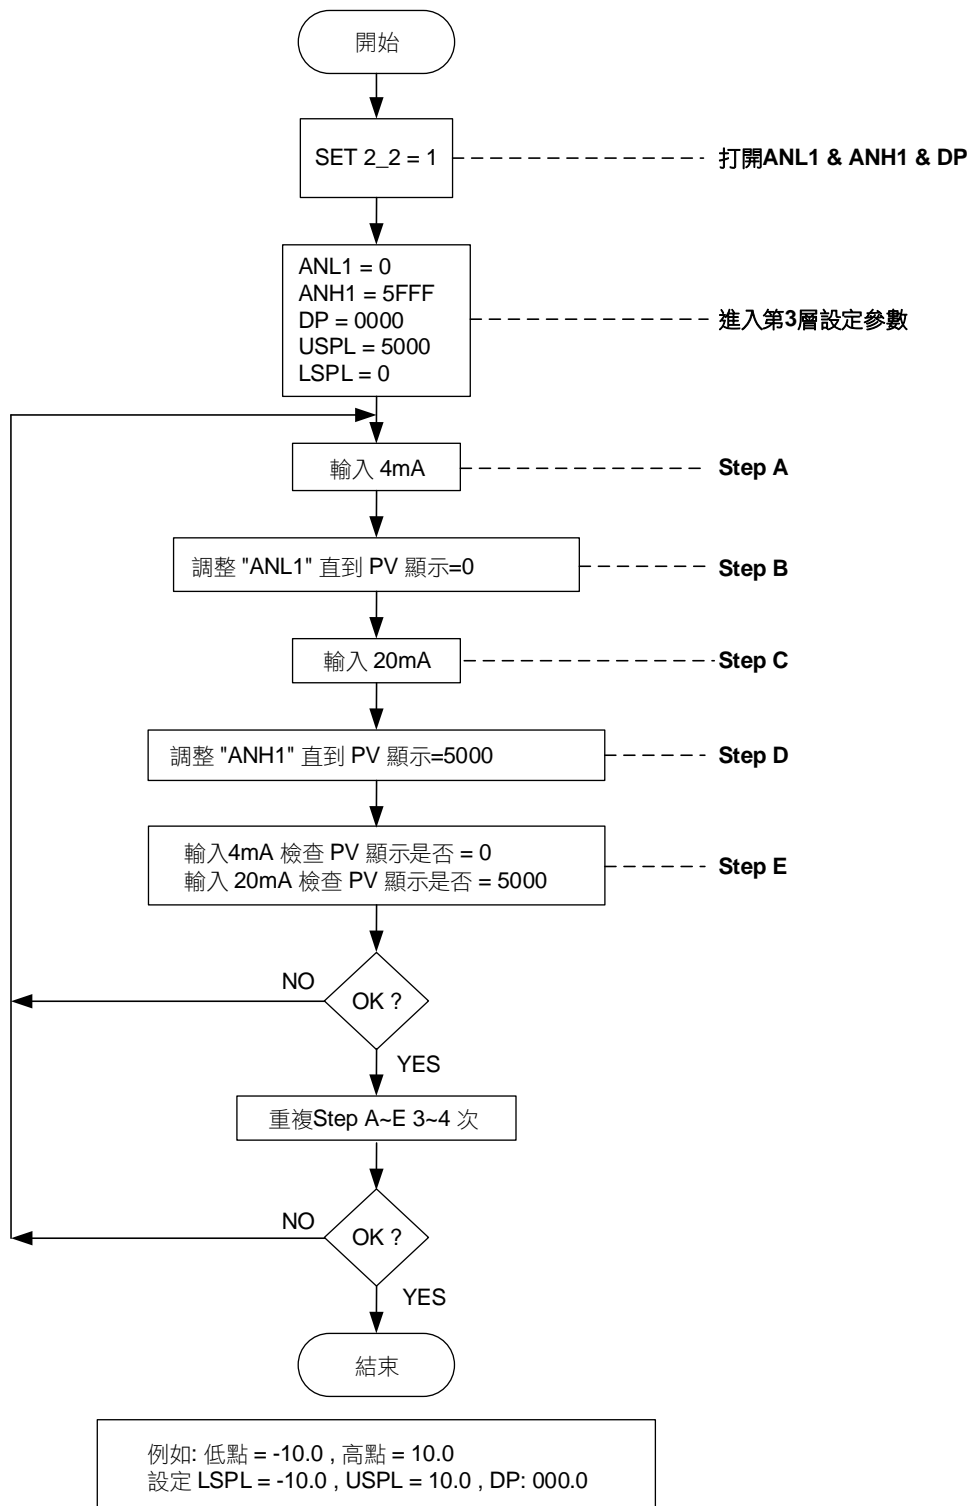 開始
SET 2_2 = 1
打開ANL1 & ANH1 & DP
ANL1 = 0
ANH1 = 5FFF
DP = 0000
USPL = 5000
LSPL = 0
進入第3層設定參數
輸入 4mA
Step A
調整 "ANL1" 直到 PV 顯示=0
Step B
輸入 20mA
Step C
調整 "ANH1" 直到 PV 顯示=5000
Step D
輸入4mA 檢查 PV 顯示是否 = 0
輸入 20mA 檢查 PV 顯示是否 = 5000
Step E
NO
OK ?
YES
重複Step A~E 3~4 次
NO
OK ?
YES
結束
例如: 低點 = -10.0 , 高點 = 10.0
設定 LSPL = -10.0 , USPL = 10.0 , DP: 000.0